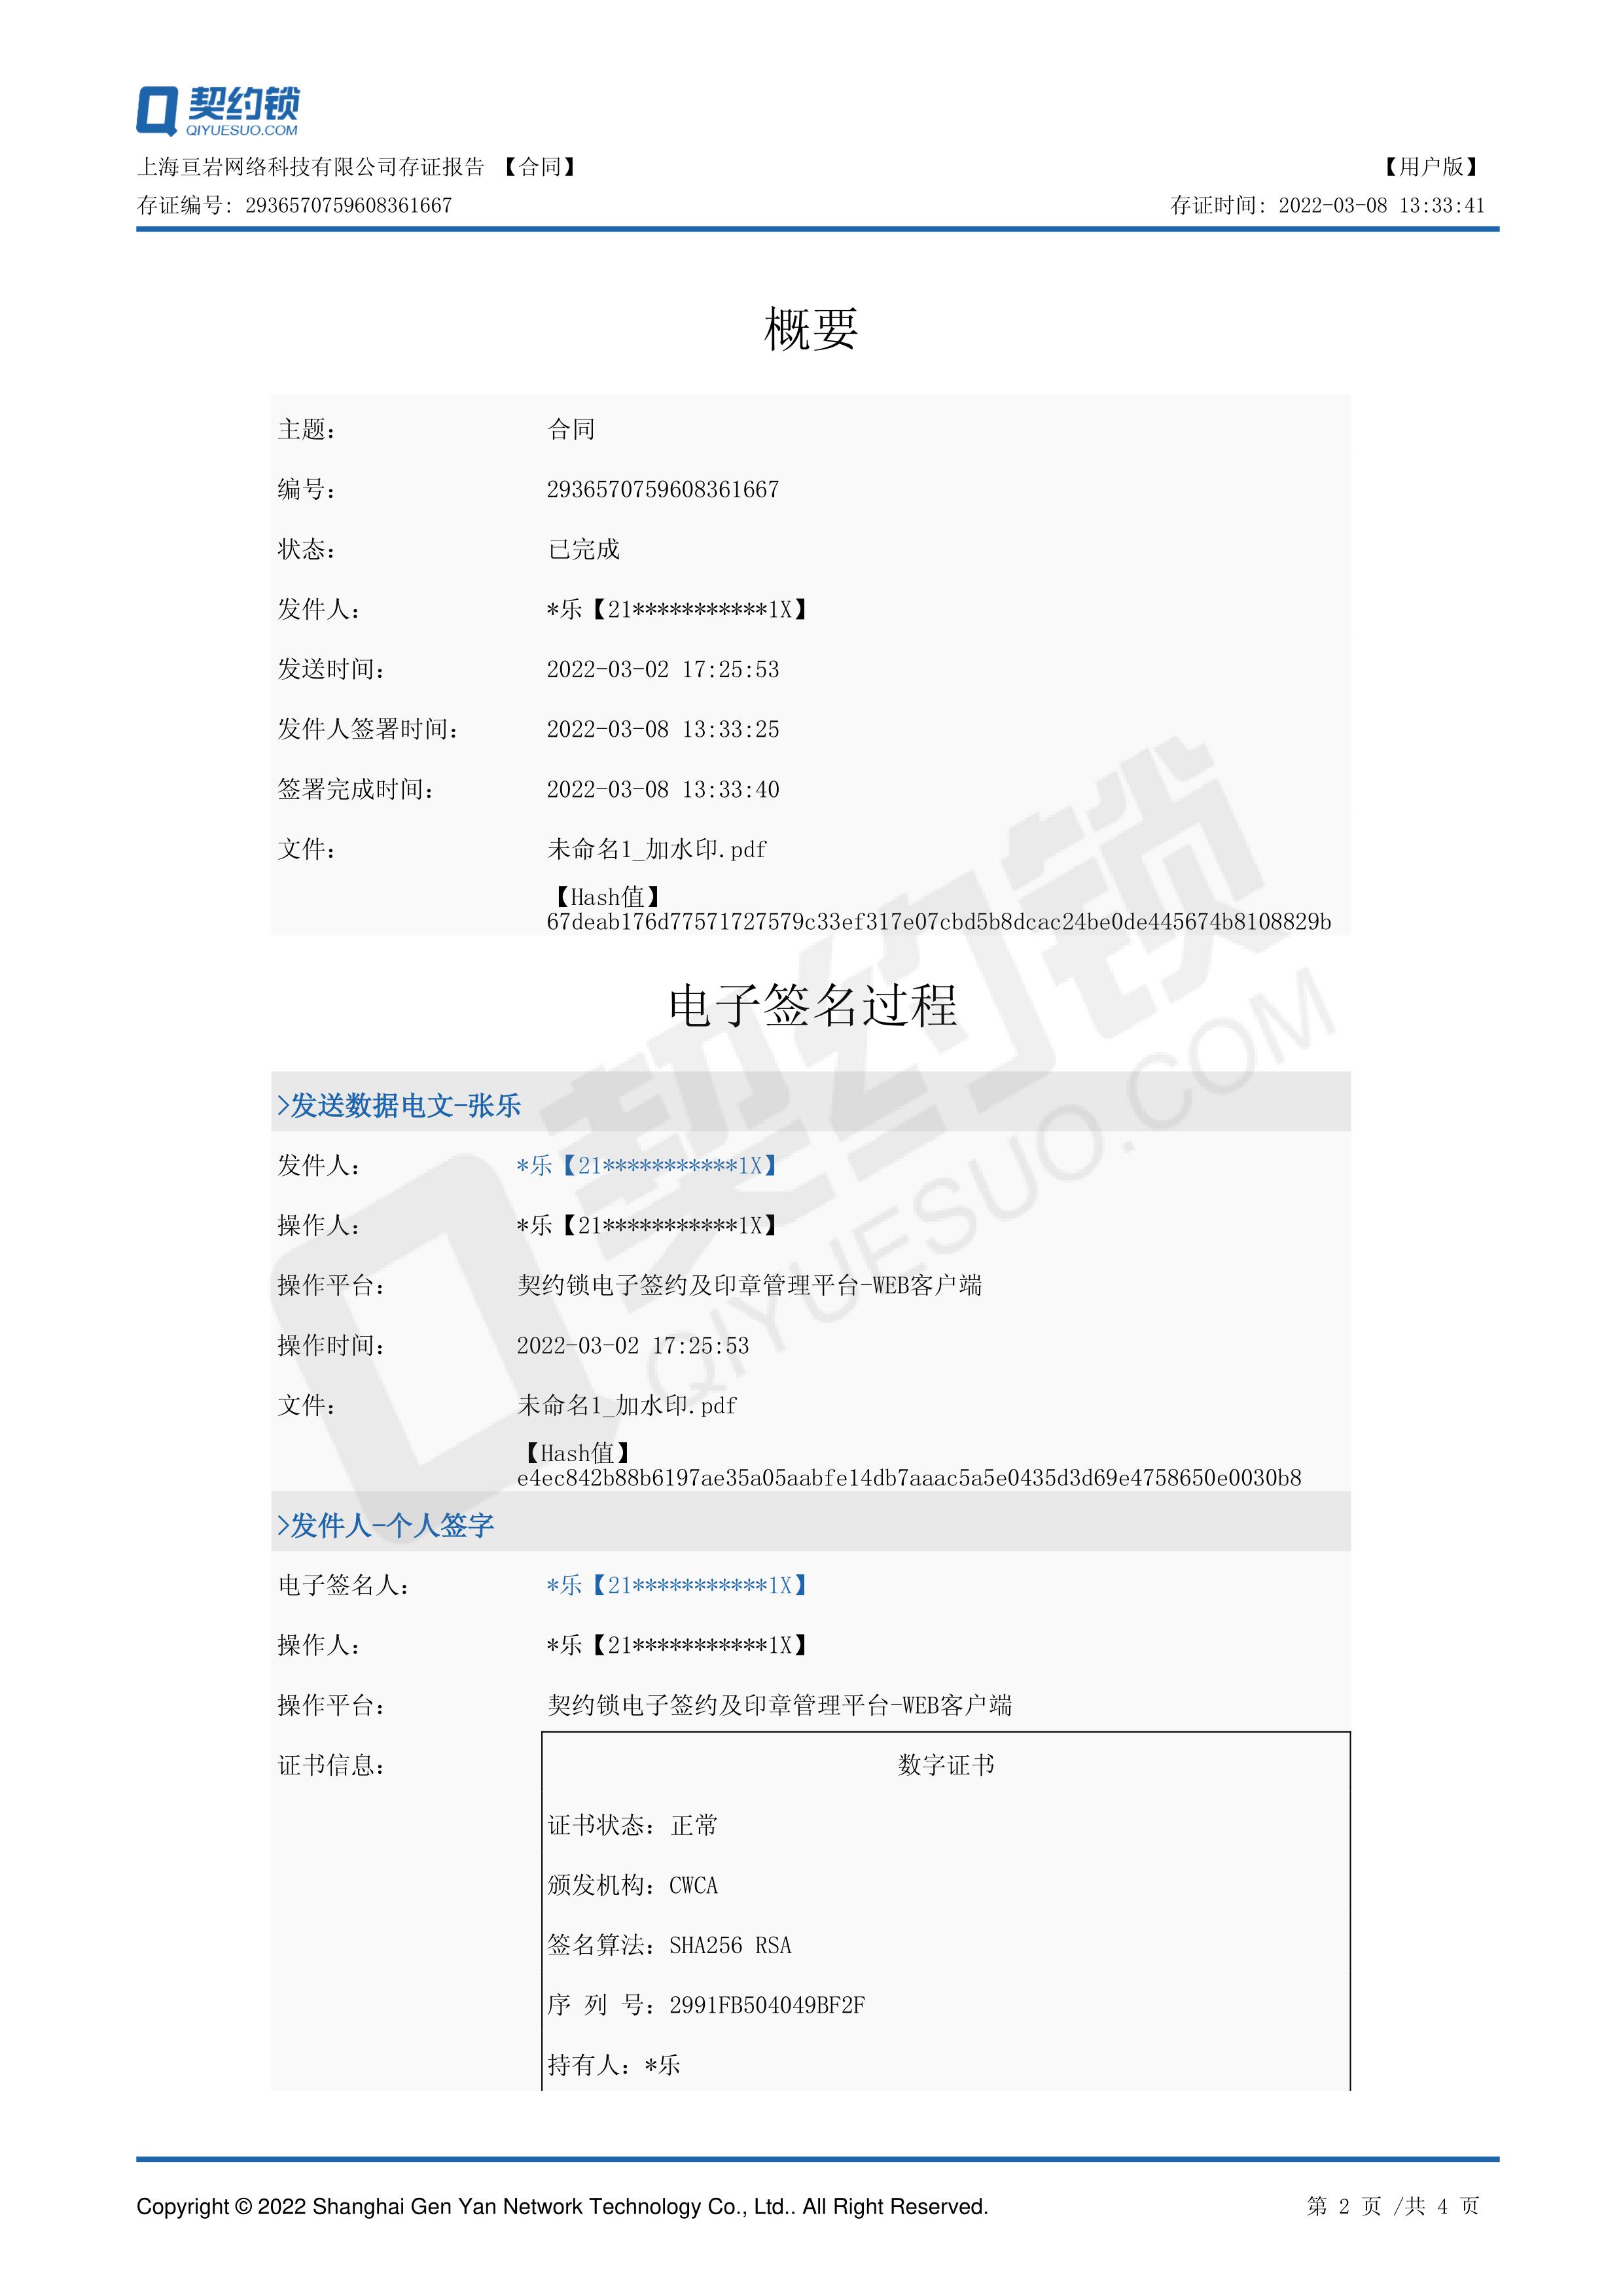 契约锁
QIYUESUO.COM
上海亘岩网络科技有限公司存证报告 【合同】 【用户版】
存证编号: 2936570759608361667 存证时间: 2022-03-08 13:33:41
概要
主题: 合同
编号: 2936570759608361667
状态: 已完成
发件人: *乐【21***********1X】
发送时间: 2022-03-02 17:25:53
发件人签署时间: 2022-03-08 13:33:25
签署完成时间: 2022-03-08 13:33:40
文件: 未命名1_加水印.pdf
【Hash值】
67deab176d77571727579c33ef317e07cbd5b8dcac24be0de445674b8108829b
电子签名过程
>发送数据电文-张乐
发件人: *乐【21***********1X】
操作人: *乐【21***********1X】
操作平台: 契约锁电子签约及印章管理平台-WEB客户端
操作时间: 2022-03-02 17:25:53
文件: 未命名1_加水印.pdf
【Hash值】
e4ec842b88b6197ae35a05aabfe14db7aaac5a5e0435d3d69e4758650e0030b8
>发件人-个人签字
电子签名人: *乐【21***********1X】
操作人: *乐【21***********1X】
操作平台: 契约锁电子签约及印章管理平台-WEB客户端
证书信息: 数字证书
证书状态: 正常
颁发机构: CWCA
签名算法: SHA256 RSA
序 列 号: 2991FB504049BF2F
持有人: *乐
契约锁
QIYUESUO.COM
Copyright © 2022 Shanghai Gen Yan Network Technology Co., Ltd.. All Right Reserved. 第 2 页 /共 4 页